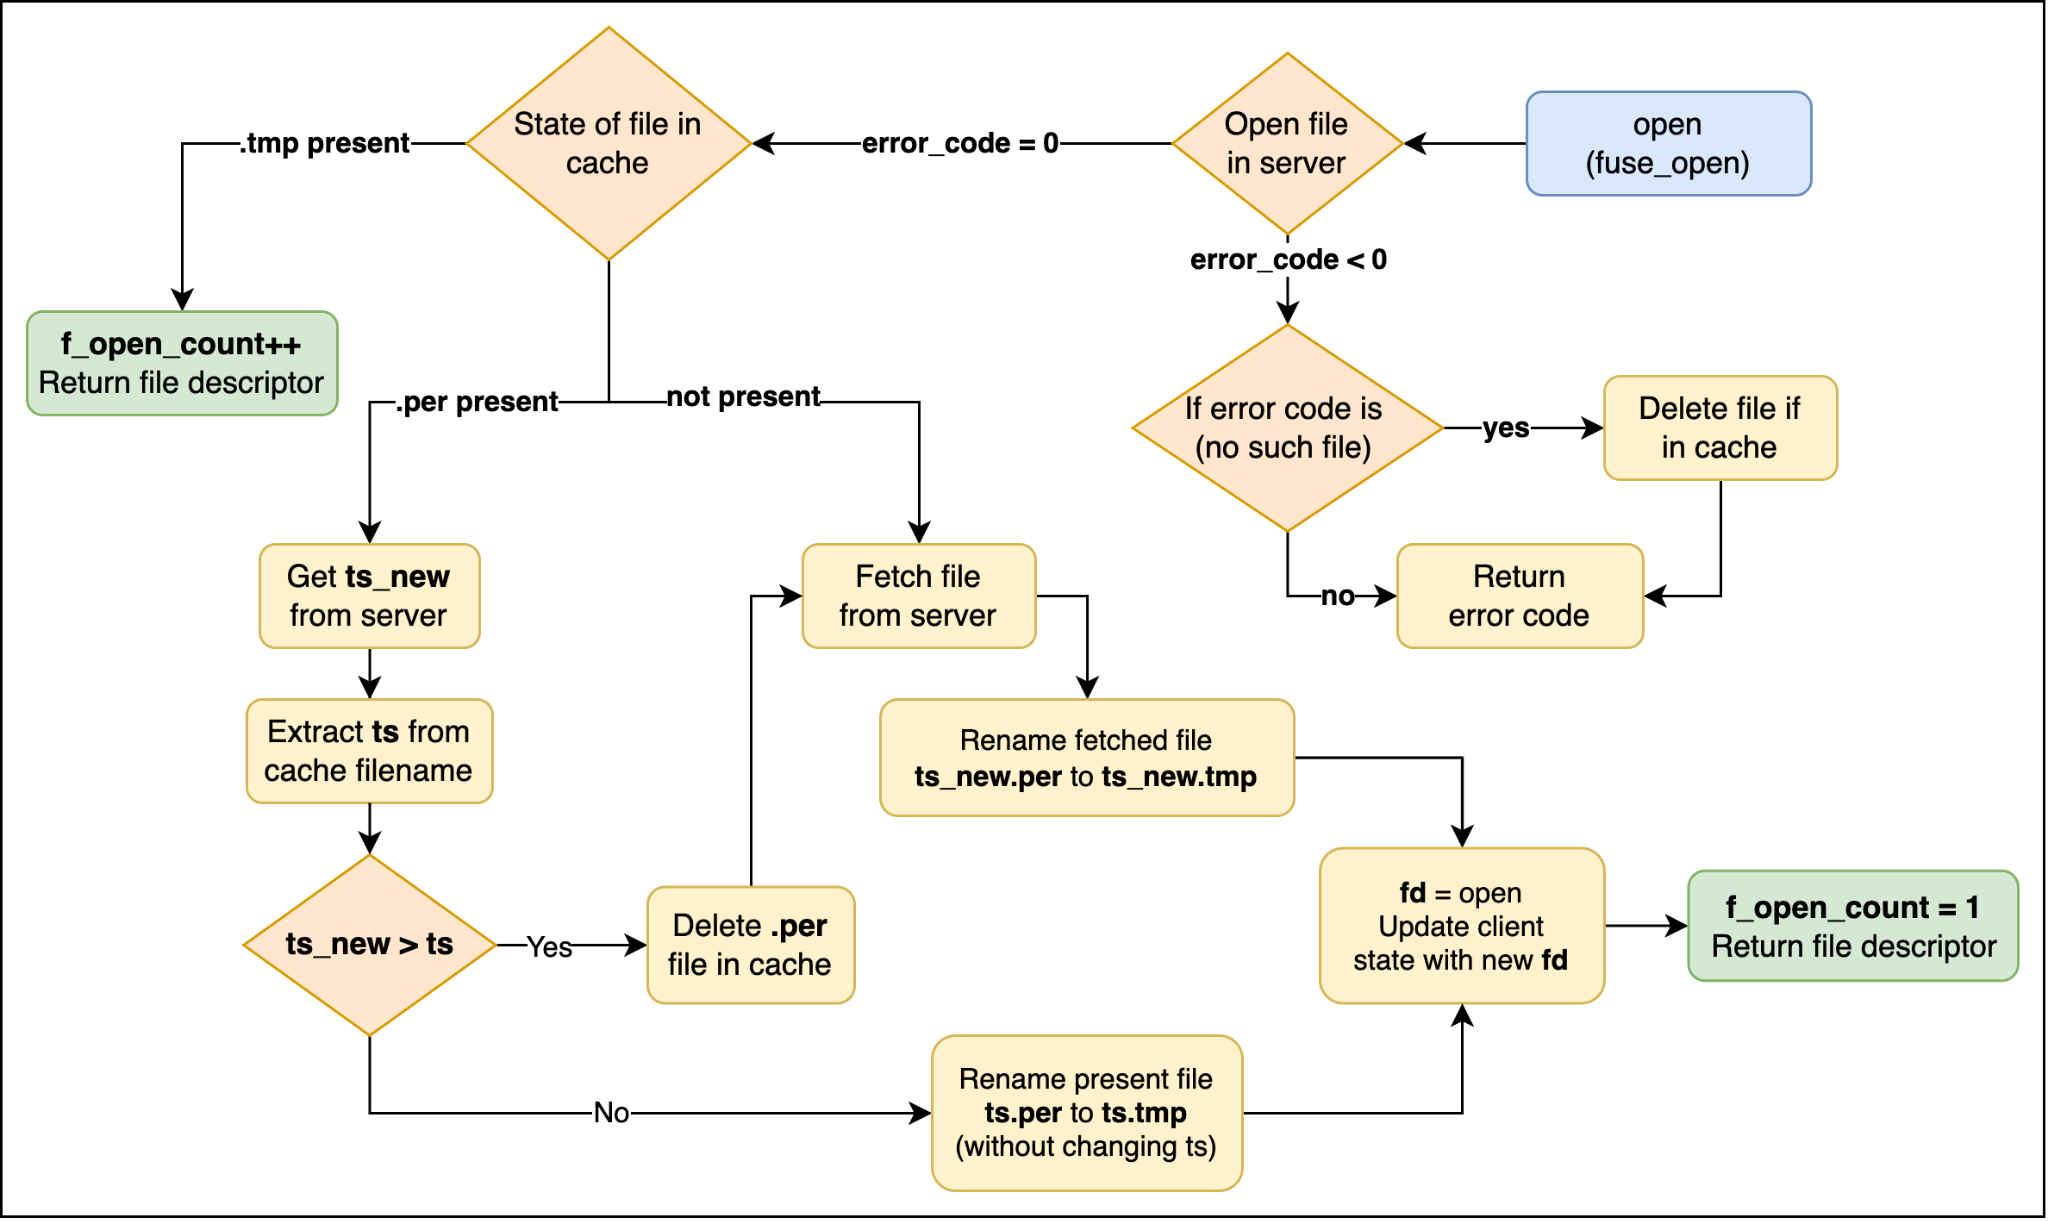 State of file in
cache
.tmp present
error_code = 0
Open file
in server
open
(fuse_open)
error_code < 0
f_open_count++
Return file descriptor
.per present
not present
If error code is
(no such file)
yes
Delete file if
in cache
no
Return
error code
Get ts_new
from server
Fetch file
from server
Extract ts from
cache filename
Rename fetched file
ts_new.per to ts_new.tmp
ts_new > ts
Yes
Delete .per
file in cache
fd = open
Update client
state with new fd
f_open_count = 1
Return file descriptor
No
Rename present file
ts.per to ts.tmp
(without changing ts)